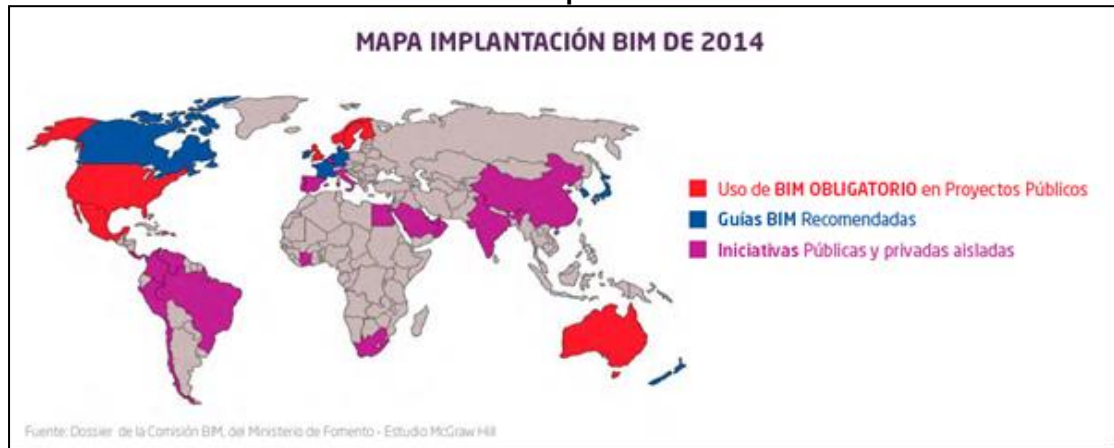 MAPA IMPLANTACIÓN BIM DE 2014
Uso de BIM OBLIGATORIO en Proyectos Públicos
Guías BIM Recomendadas
Iniciativas Públicas y privadas aisladas
Fuente: Dossier de la Comisión BIM, del Ministerio de Fomento - Estudio McGraw Hill